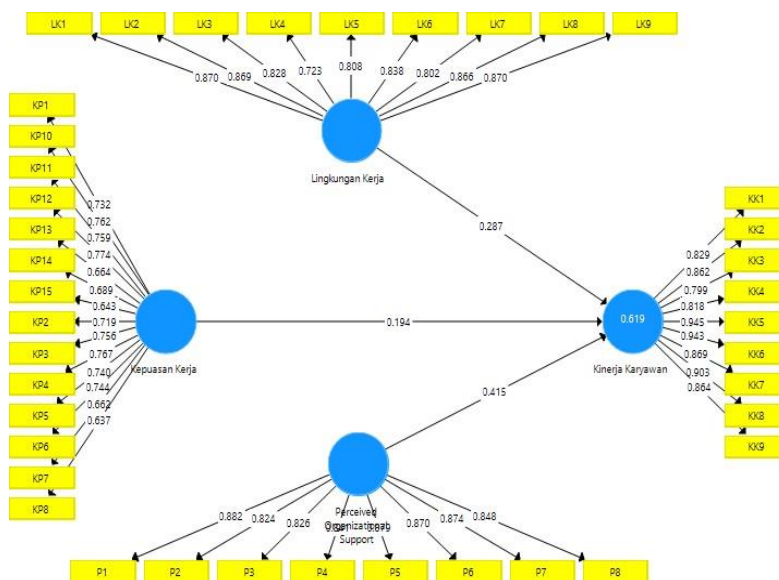 LK1 LK2 LK3 LK4 LK5 LK6 LK7 LK8 LK9
0.870 0.869 0.828 0.723 0.808 0.838 0.802 0.866 0.870
Lingkungan Kerja
KP1
KP10
KP11
KP12
KP13
KP14
KP15
KP2
KP3
KP4
KP5
KP6
KP7
KP8
0.732
0.762
0.759
0.774
0.664
0.689
0.643
0.719
0.756
0.767
0.740
0.744
0.662
0.637
Kepuasan Kerja
0.287
0.194
0.415
0.619
Kinerja Karyawan
0.829
0.862
0.799
0.818
0.945
0.943
0.869
0.903
0.864
KK1
KK2
KK3
KK4
KK5
KK6
KK7
KK8
KK9
Perceived
Organizational
Support
0.882 0.824 0.826 0.870 0.874 0.848
P1 P2 P3 P4 P5 P6 P7 P8